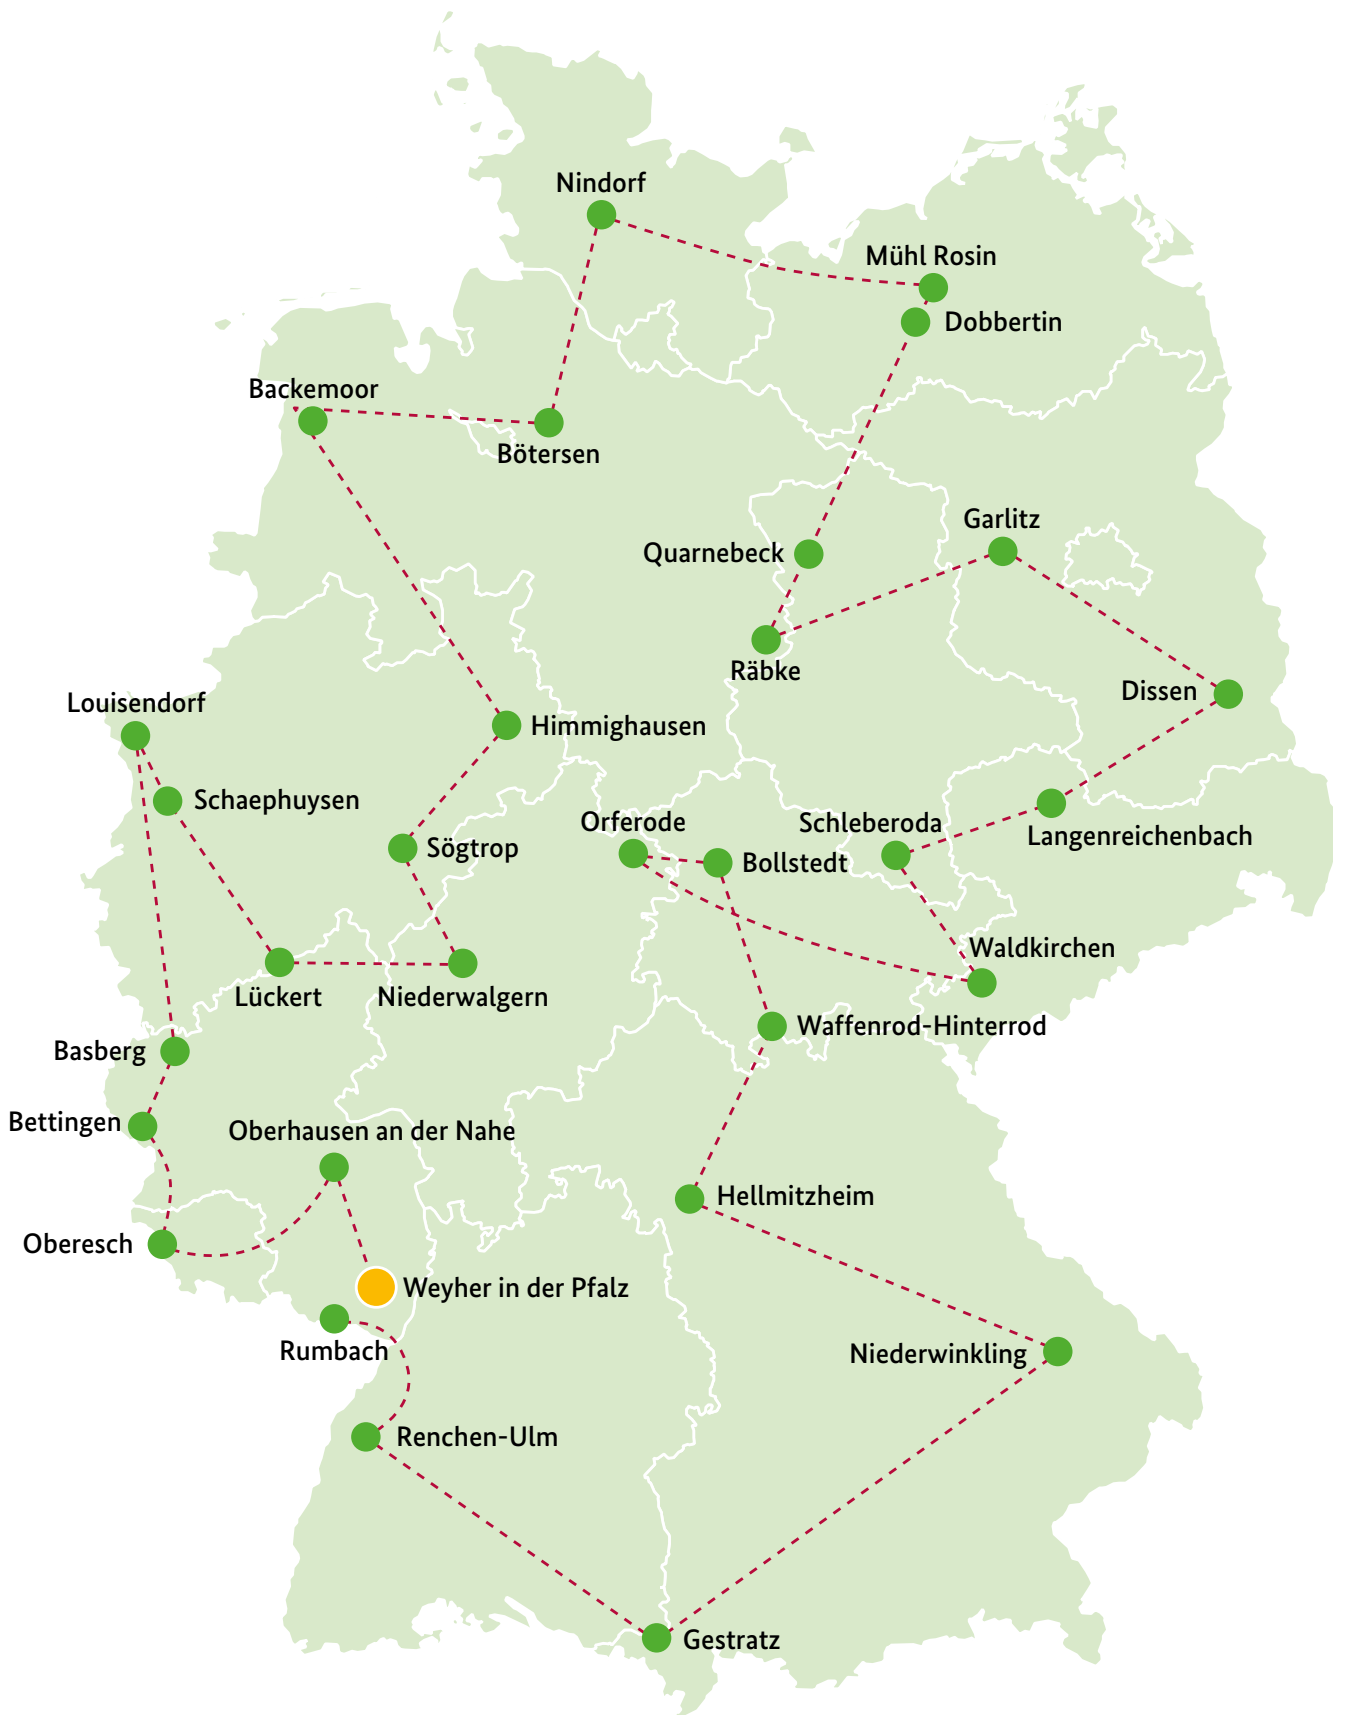 Nindorf
Mühl Rosin
Dobbertin
Backemoor
Bötersen
Garlitz
Quarnebeck
Räbke
Dissen
Louisendorf
Himmighausen
Schaephuysen
Orferode
Schleberoda
Langenreichenbach
Sögtrop
Bollstedt
Waldkirchen
Lückert
Niederwalgern
Waffenrod-Hinterrod
Basberg
Bettingen
Oberhausen an der Nahe
Hellmitzheim
Oberesch
Weyher in der Pfalz
Rumbach
Niederwinkling
Renchen-Ulm
Gestratz